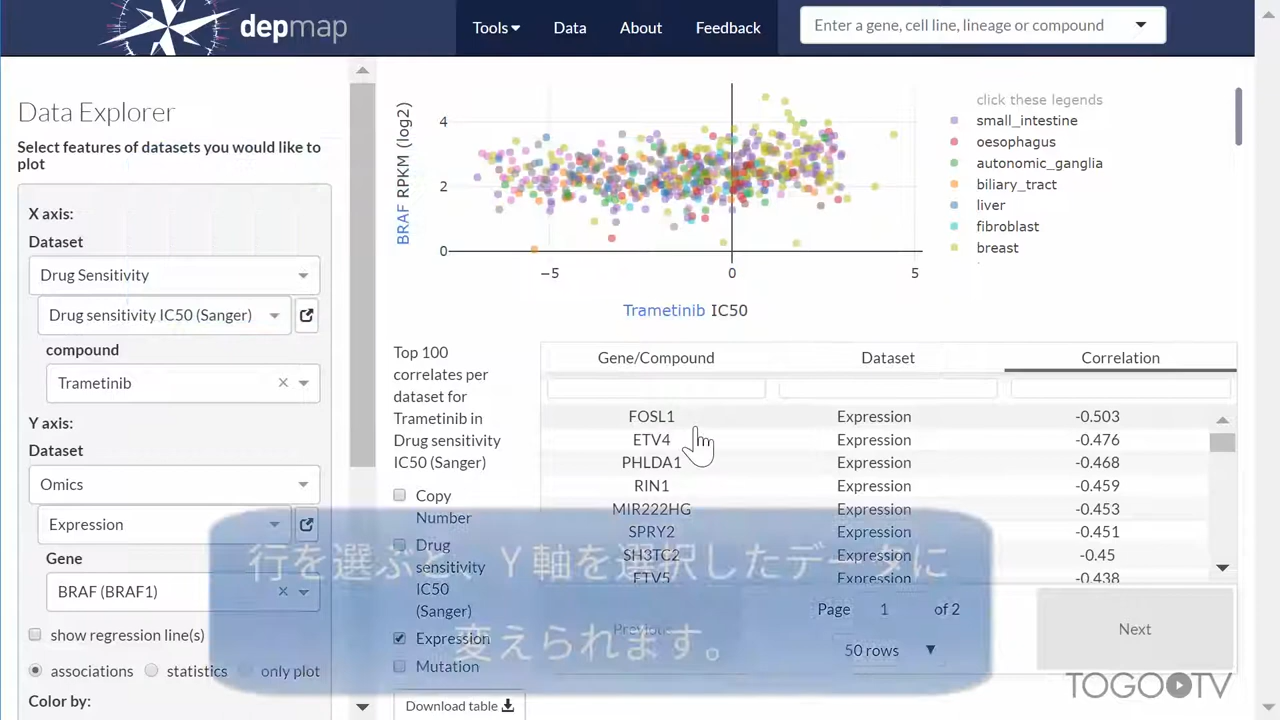 depmap
Tools
Data
About
Feedback
Enter a gene, cell line, lineage or compound
Data Explorer
Select features of datasets you would like to
plot
X axis:
Dataset
Drug Sensitivity
Drug sensitivity IC50 (Sanger)
compound
Trametinib
Y axis:
Dataset
Omics
Expression
Gene
BRAF (BRAF1)
show regression line(s)
associations
statistics
only plot
Color by:
BRAF RPKM (log2)
4
2
0
−5
0
5
Trametinib IC50
click these legends
small_intestine
oesophagus
autonomic_ganglia
biliary_tract
liver
fibroblast
breast
Top 100
correlates per
dataset for
Trametinib in
Drug sensitivity
IC50 (Sanger)
Copy
Number
Drug
sensitivity
IC50
(Sanger)
Expression
Mutation
Download table
Gene/Compound Dataset Correlation
FOSL1 Expression -0.503
ETV4 Expression -0.476
PHLDA1 Expression -0.468
RIN1 Expression -0.459
MIR222HG Expression -0.453
SPRY2 Expression -0.451
SH3TC2 Expression -0.45
ETV5 Expression -0.438
Previous
Page 1 of 2
50 rows
Next
行を選ぶと、Y 軸を選択したデータに
変えられます。
TOGO TV